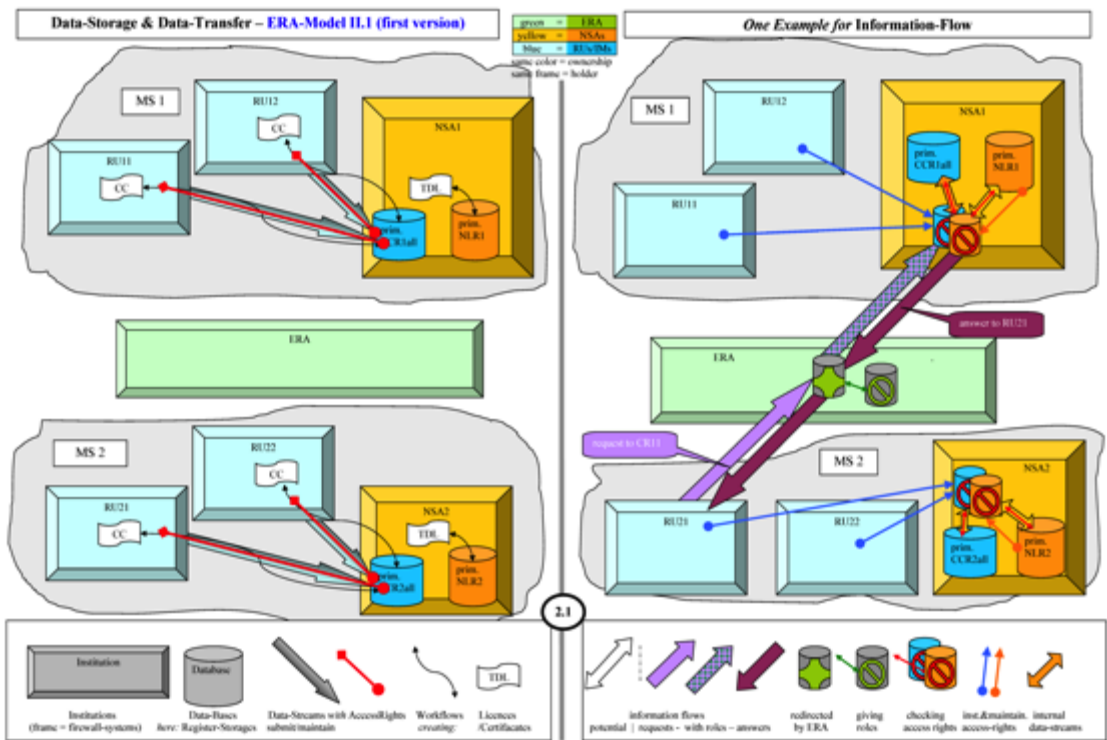 Data-Storage & Data-Transfer – ERA-Model II.1 (first version)
green = ERA
yellow = NSAs
blue = RUs/IMs
same color = ownership
same frame = holder
One Example for Information-Flow
MS 1
RU12
CC
RU11
CC
NSA1
TDL
prim.
CCR1all
prim.
NLR1
ERA
MS 2
RU22
CC
RU21
CC
NSA2
TDL
prim.
CCR2all
prim.
NLR2
MS 1
RU12
RU11
NSA1
prim.
CCR1all
prim.
NLR1
answer to RU21
ERA
request to CR11
MS 2
RU21
RU22
NSA2
prim.
CCR2all
prim.
NLR2
2.1
Institution
Institutions
(frame = firewall-systems)
Database
Data-Bases
here: Register-Storages
Data-Streams with AccessRights
submit/maintain
Workflows
creating:
TDL
Licences
/Certifacates
information flows
potential | requests - with roles – answers
redirected
by ERA
giving
roles
checking
access rights
inst.&maintain.
access-rights
internal
data-streams